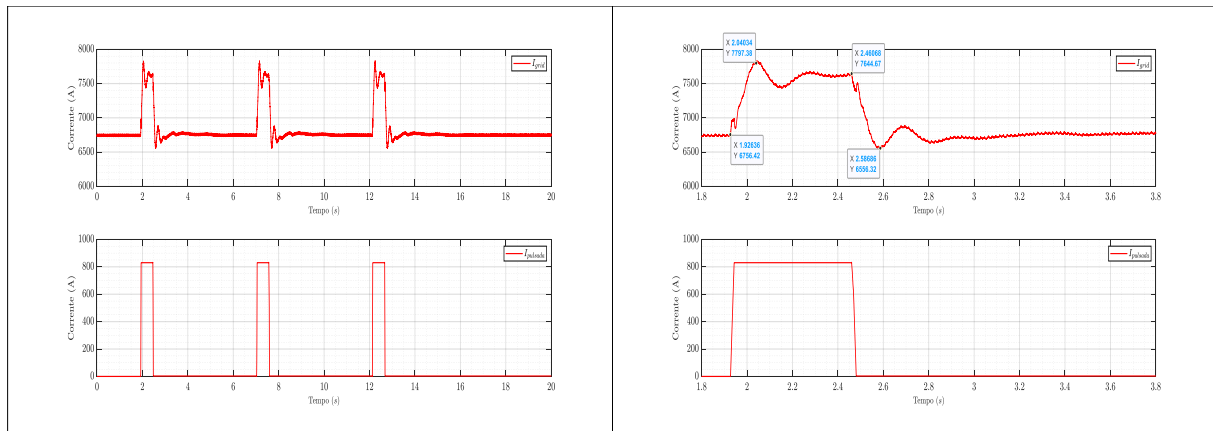 8000
7500
7000
6500
6000
Corrente (A)
I_grid
0 2 4 6 8 10 12 14 16 18 20
Tempo (s)
1000
800
600
400
200
0
Corrente (A)
I_pulsada
0 2 4 6 8 10 12 14 16 18 20
Tempo (s)
8000
7500
7000
6500
6000
Corrente (A)
X 2.04034
Y 7797.38
X 2.46068
Y 7644.67
X 1.92636
Y 6756.42
X 2.58686
Y 6556.32
I_grid
1.8 2 2.2 2.4 2.6 2.8 3 3.2 3.4 3.6 3.8
Tempo (s)
1000
800
600
400
200
0
Corrente (A)
I_pulsada
1.8 2 2.2 2.4 2.6 2.8 3 3.2 3.4 3.6 3.8
Tempo (s)